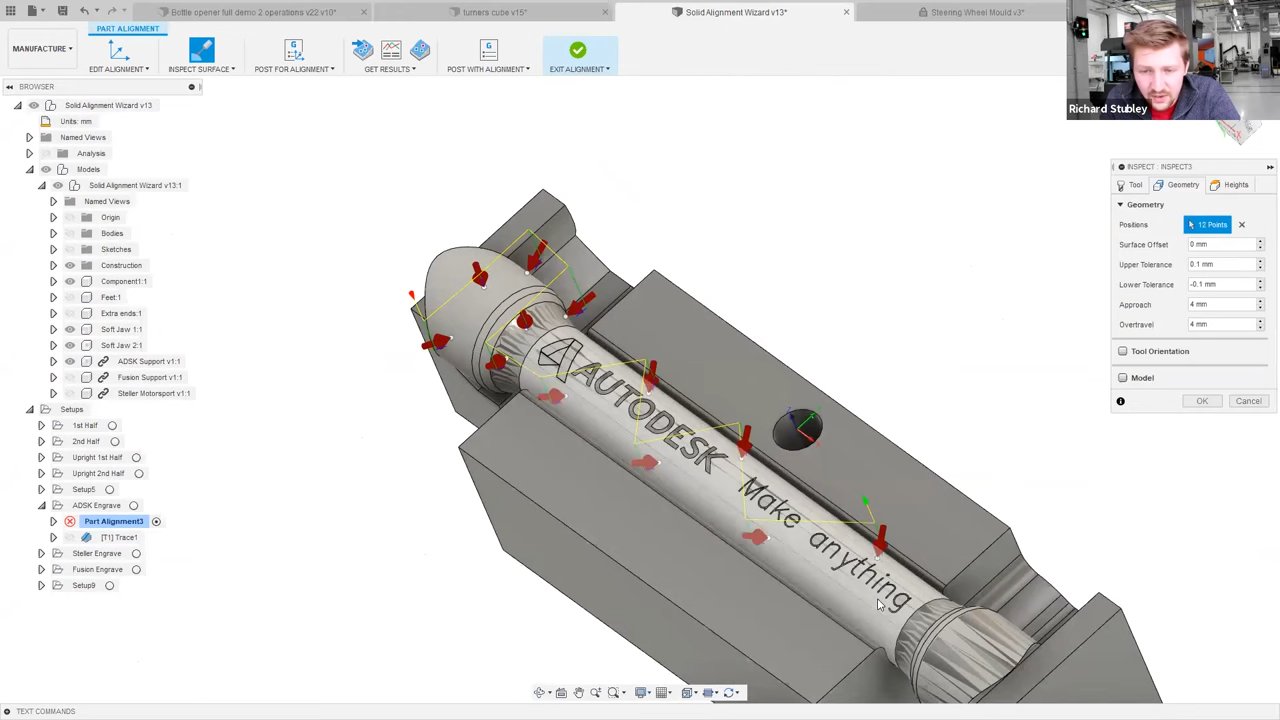 Bottle opener full demo 2 operations v22 v10*
turners cube v15*
Solid Alignment Wizard v13*
Steering Wheel Mould v3*
PART ALIGNMENT
MANUFACTURE
EDIT ALIGNMENT
INSPECT SURFACE
POST FOR ALIGNMENT
GET RESULTS
POST WITH ALIGNMENT
EXIT ALIGNMENT
Richard Stubley
BROWSER
Solid Alignment Wizard v13
Units: mm
Named Views
Analysis
Models
Solid Alignment Wizard v13:1
Named Views
Origin
Bodies
Sketches
Construction
Component1:1
Feet:1
Extra ends:1
Soft Jaw 1:1
Soft Jaw 2:1
ADSK Support v1:1
Fusion Support v1:1
Steller Motorsport v1:1
Setups
1st Half
2nd Half
Upright 1st Half
Upright 2nd Half
Setup5
ADSK Engrave
Part Alignment3
[T1] Trace1
Steller Engrave
Fusion Engrave
Setup9
AUTODESK Make anything
INSPECT : INSPECT3
Tool Geometry Heights
Geometry
Positions 12 Points
Surface Offset 0 mm
Upper Tolerance 0.1 mm
Lower Tolerance -0.1 mm
Approach 4 mm
Overtravel 4 mm
Tool Orientation
Model
OK Cancel
TEXT COMMANDS